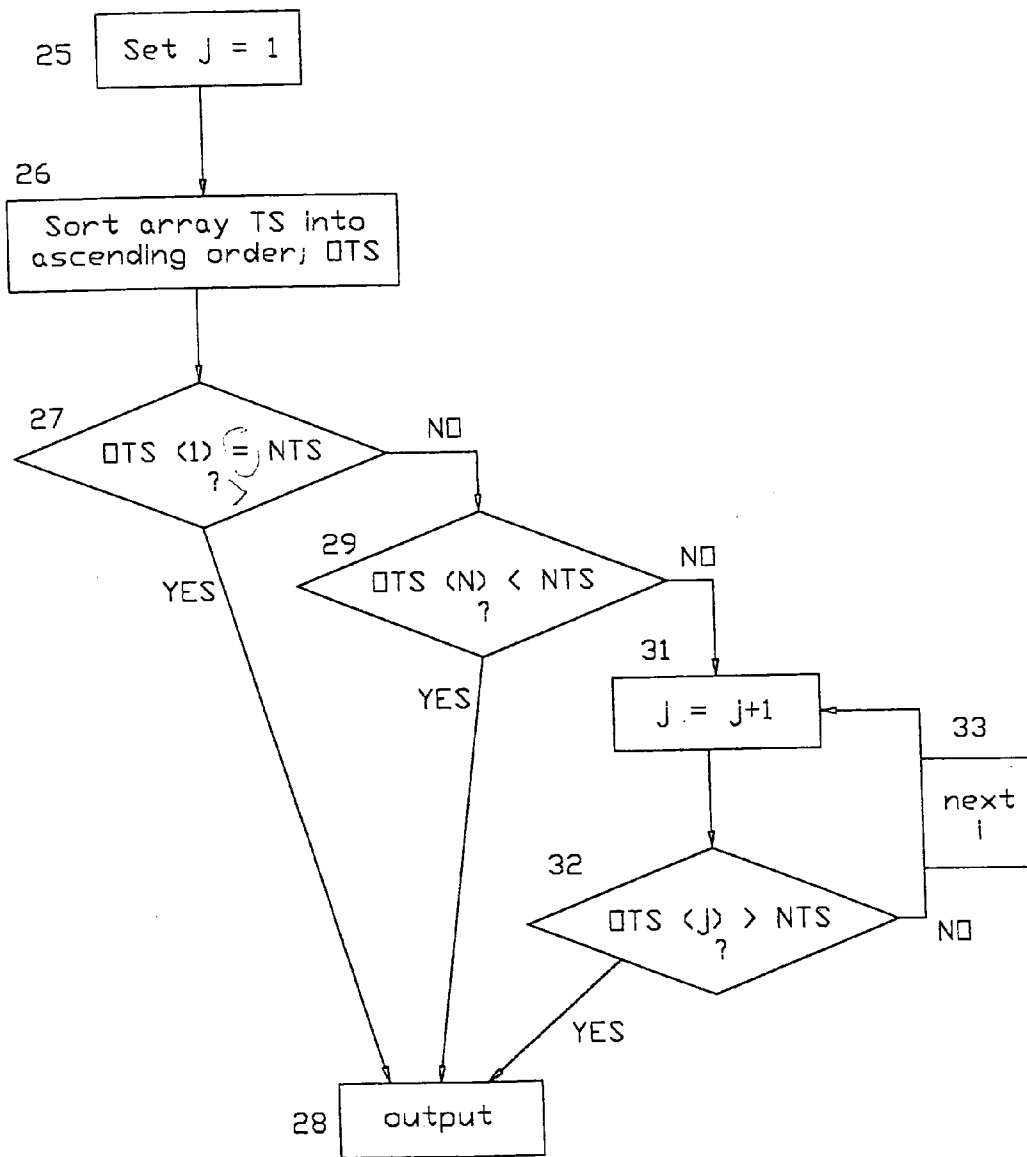 25
Set j = 1
26
Sort array TS into
ascending order; OTS
27
OTS (1) = NTS
?
NO
YES
29
OTS (N) < NTS
?
NO
YES
31
j = j+1
33
next
i
32
OTS (j) > NTS
?
NO
YES
28
output